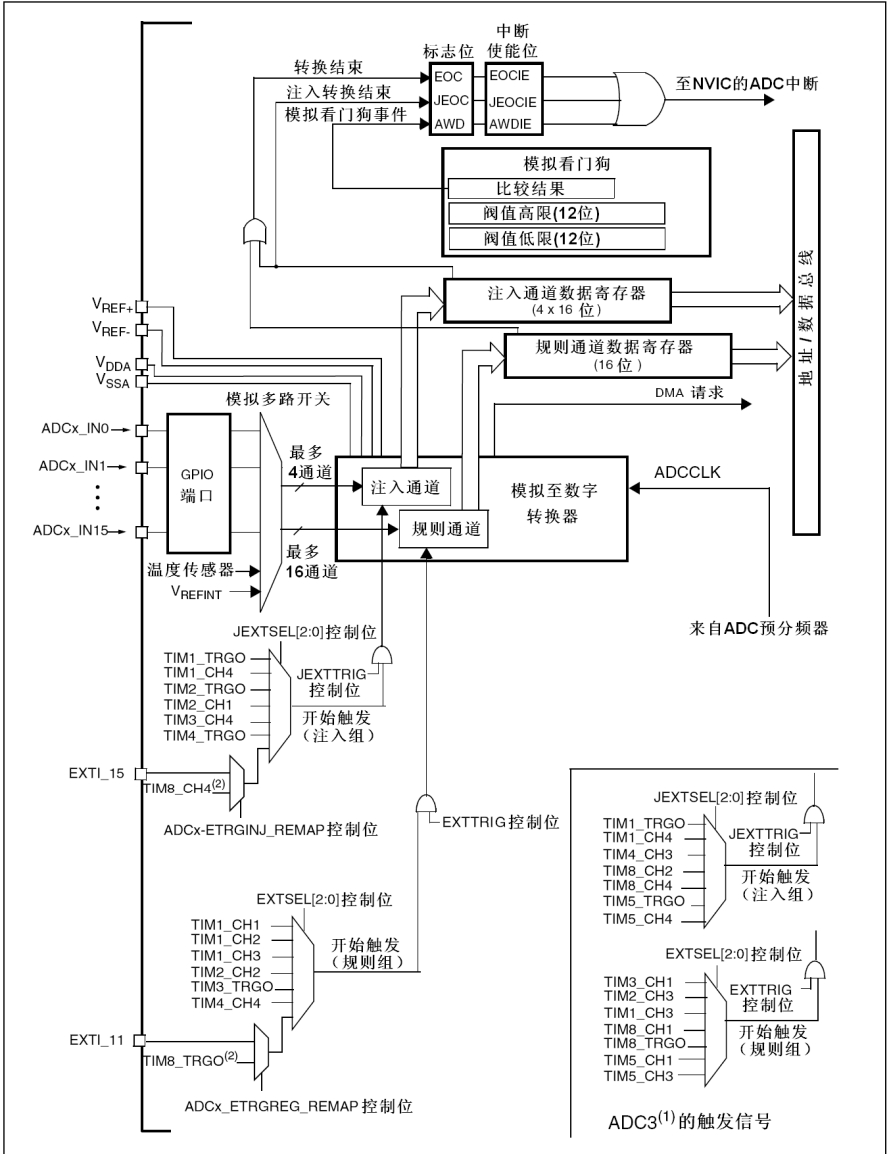 中断
标志位 使能位
转换结束
EOC EOCIE
注入转换结束
JEOC JEOCIE
至NVIC的ADC中断
模拟看门狗事件
AWD AWDIE
模拟看门狗
比较结果
阀值高限(12位)
阀值低限(12位)
地址/数据总线
注入通道数据寄存器
(4 x 16 位)
规则通道数据寄存器
(16 位)
VREF+
VREF-
VDDA
VSSA
模拟多路开关
DMA 请求
ADCx_IN0
ADCx_IN1
ADCx_IN15
GPIO
端口
最多
4通道
注入通道
规则通道
模拟至数字
转换器
ADCCLK
最多
16通道
温度传感器
VREFINT
来自ADC预分频器
JEXTSEL[2:0]控制位
TIM1_TRGO
TIM1_CH4
TIM2_TRGO
TIM2_CH1
TIM3_CH4
TIM4_TRGO
JEXTTRIG
控制位
开始触发
(注入组)
EXTI_15
TIM8_CH4(2)
ADCx-ETRGINJ_REMAP控制位
EXTTRIG控制位
EXTSEL[2:0]控制位
TIM1_CH1
TIM1_CH2
TIM1_CH3
TIM2_CH2
TIM3_TRGO
TIM4_CH4
开始触发
(规则组)
EXTI_11
TIM8_TRGO(2)
ADCx_ETRGREG_REMAP 控制位
JEXTSEL[2:0]控制位
TIM1_TRGO
TIM1_CH4
TIM4_CH3
TIM8_CH2
TIM8_CH4
TIM5_TRGO
TIM5_CH4
JEXTTRIG
控制位
开始触发
(注入组)
EXTSEL[2:0]控制位
TIM3_CH1
TIM2_CH3
TIM1_CH3
TIM8_CH1
TIM8_TRGO
TIM5_CH1
TIM5_CH3
EXTTRIG
控制位
开始触发
(规则组)
ADC3(1)的触发信号